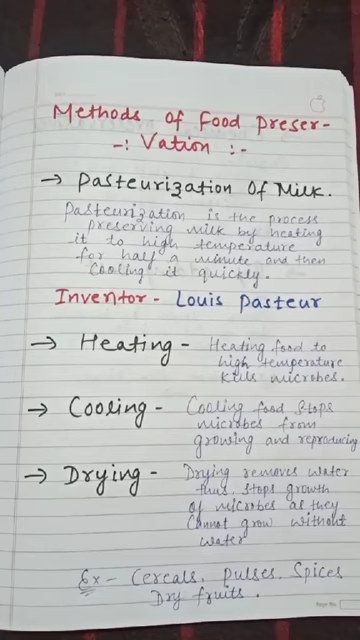 Methods of Food Preser-
-: Vation :-
→ Pasteurization Of Milk.
Pasteurization is the process
preserving milk by heating
it to high temperature
for half a minute and then
cooling it quickly.
Inventor - Louis Pasteur
→ Heating - Heating food to
high temperature
kills microbes.
→ Cooling - Cooling food stops
microbes from
growing and reproducing
→ Drying - Drying removes water
thus, stops growth
of microbes as they
cannot grow without
water
Ex - Cereals, Pulses, Spices
Dry fruits.
Page No.